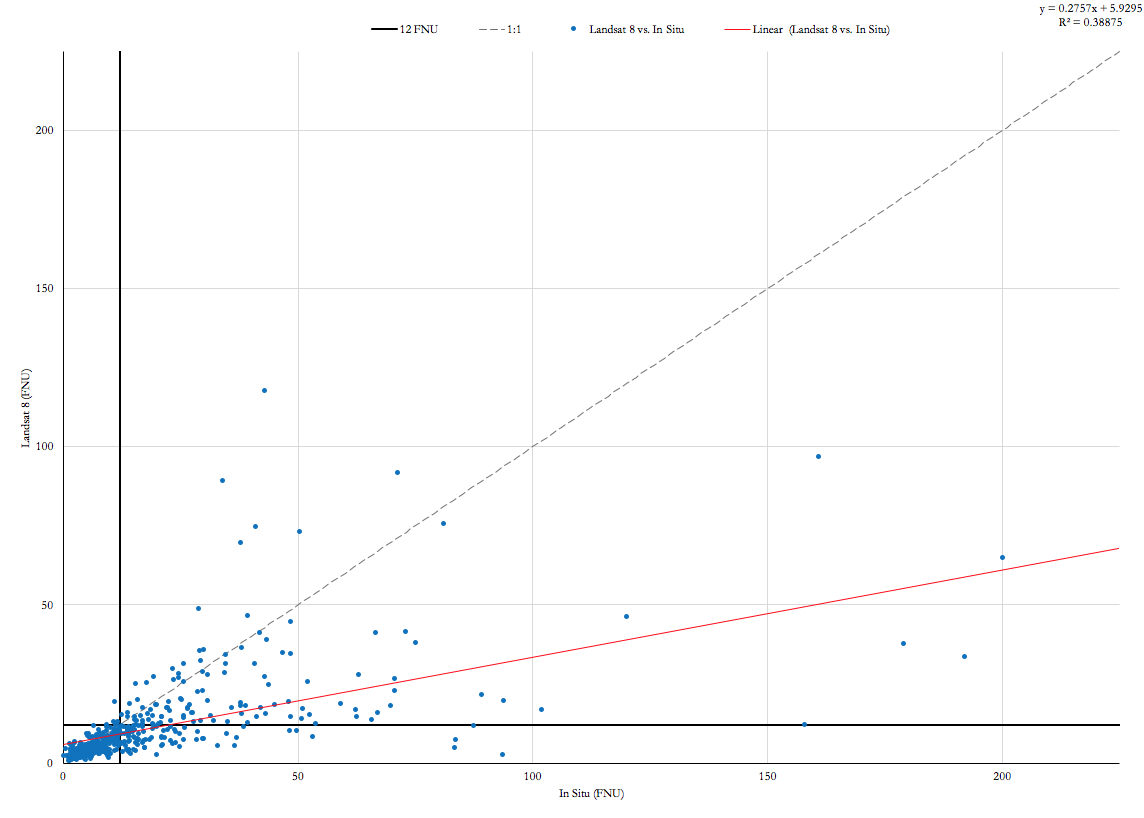 y = 0.2757x + 5.9295
R² = 0.38875
12 FNU
1:1
Landsat 8 vs. In Situ
Linear (Landsat 8 vs. In Situ)
200
150
100
50
0
Landsat 8 (FNU)
0 50 100 150 200
In Situ (FNU)